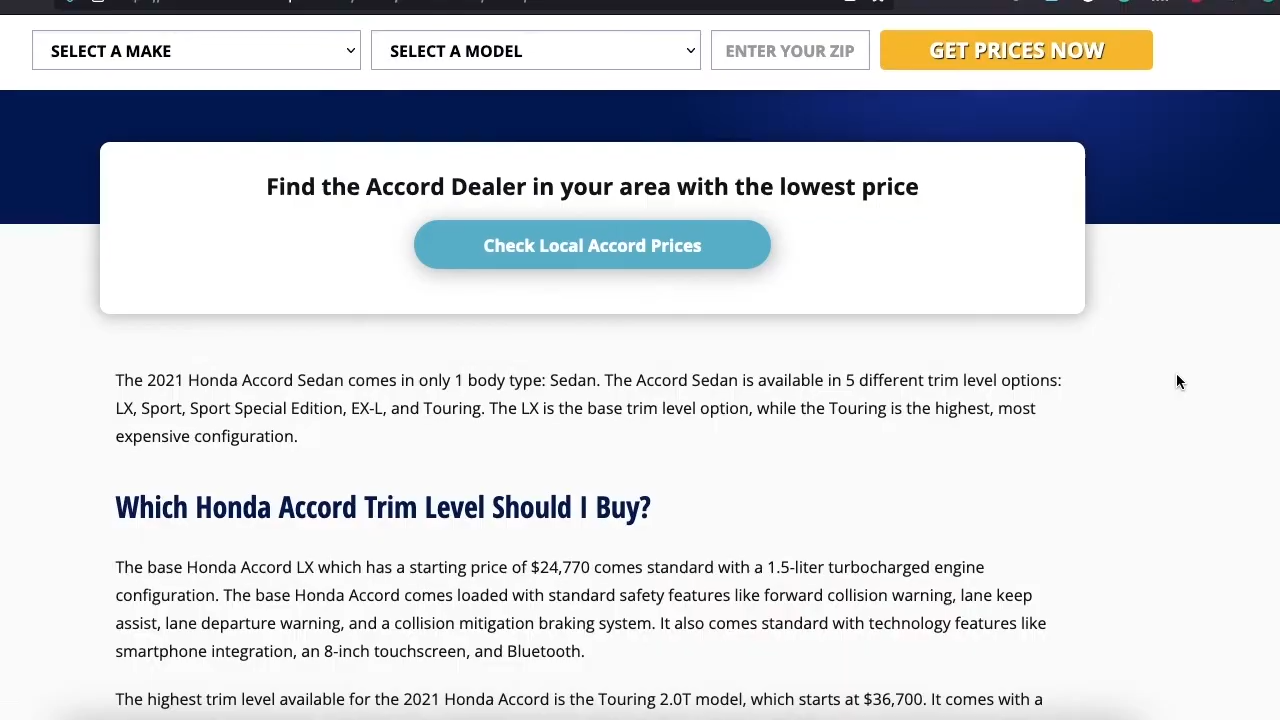 SELECT A MAKE SELECT A MODEL ENTER YOUR ZIP GET PRICES NOW
Find the Accord Dealer in your area with the lowest price
Check Local Accord Prices
The 2021 Honda Accord Sedan comes in only 1 body type: Sedan. The Accord Sedan is available in 5 different trim level options:
LX, Sport, Sport Special Edition, EX-L, and Touring. The LX is the base trim level option, while the Touring is the highest, most
expensive configuration.
Which Honda Accord Trim Level Should I Buy?
The base Honda Accord LX which has a starting price of $24,770 comes standard with a 1.5-liter turbocharged engine
configuration. The base Honda Accord comes loaded with standard safety features like forward collision warning, lane keep
assist, lane departure warning, and a collision mitigation braking system. It also comes standard with technology features like
smartphone integration, an 8-inch touchscreen, and Bluetooth.
The highest trim level available for the 2021 Honda Accord is the Touring 2.0T model, which starts at $36,700. It comes with a